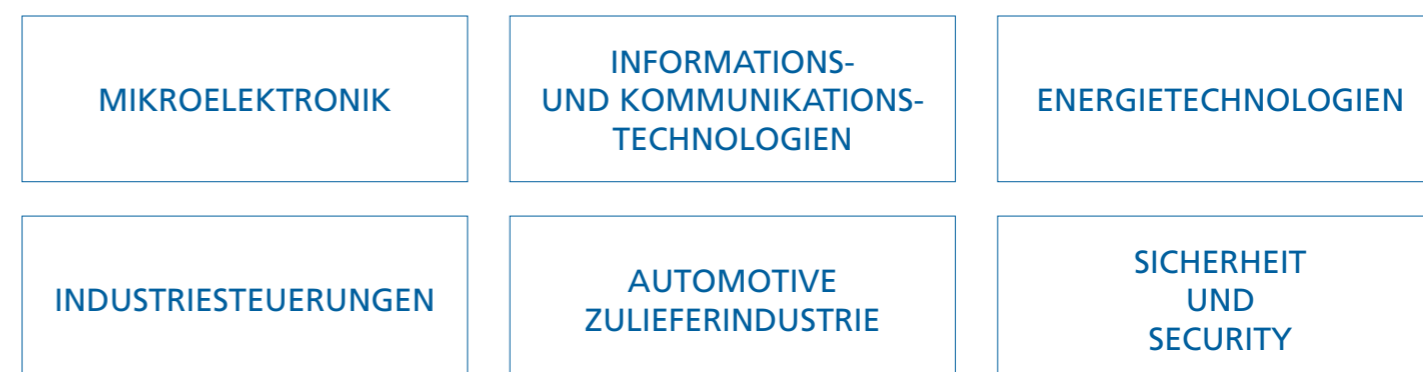 MIKROELEKTRONIK
INFORMATIONS-
UND KOMMUNIKATIONS-
TECHNOLOGIEN
ENERGIETECHNOLOGIEN
INDUSTRIESTEUERUNGEN
AUTOMOTIVE
ZULIEFERINDUSTRIE
SICHERHEIT
UND
SECURITY